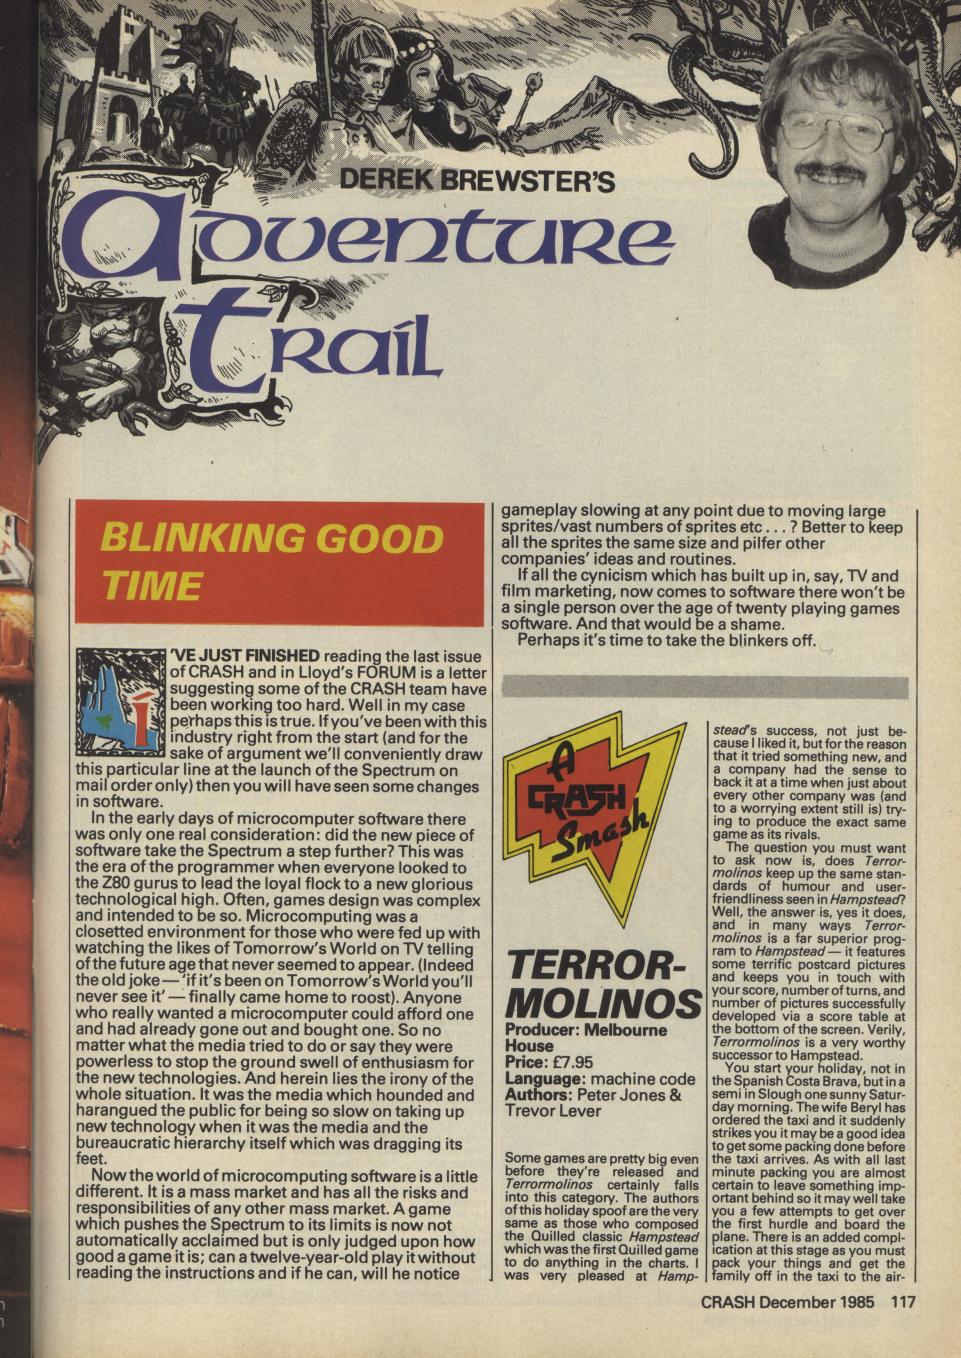 DEREK BREWSTER'S
Adventure
Trail
BLINKING GOOD
TIME
I'VE JUST FINISHED reading the last issue
of CRASH and in Lloyd's FORUM is a letter
suggesting some of the CRASH team have
been working too hard. Well in my case
perhaps this is true. If you've been with this
industry right from the start (and for the
sake of argument we'll conveniently draw
this particular line at the launch of the Spectrum on
mail order only) then you will have seen some changes
in software.
In the early days of microcomputer software there
was only one real consideration: did the new piece of
software take the Spectrum a step further? This was
the era of the programmer when everyone looked to
the Z80 gurus to lead the loyal flock to a new glorious
technological high. Often, games design was complex
and intended to be so. Microcomputing was a
closetted environment for those who were fed up with
watching the likes of Tomorrow's World on TV telling
of the future age that never seemed to appear. (Indeed
the old joke — 'if it's been on Tomorrow's World you'll
never see it' — finally came home to roost). Anyone
who really wanted a microcomputer could afford one
and had already gone out and bought one. So no
matter what the media tried to do or say they were
powerless to stop the ground swell of enthusiasm for
the new technologies. And herein lies the irony of the
whole situation. It was the media which hounded and
harangued the public for being so slow on taking up
new technology when it was the media and the
bureaucratic hierarchy itself which was dragging its
feet.
Now the world of microcomputing software is a little
different. It is a mass market and has all the risks and
responsibilities of any other mass market. A game
which pushes the Spectrum to its limits is now not
automatically acclaimed but is only judged upon how
good a game it is; can a twelve-year-old play it without
reading the instructions and if he can, will he notice
gameplay slowing at any point due to moving large
sprites/vast numbers of sprites etc . . . ? Better to keep
all the sprites the same size and pilfer other
companies' ideas and routines.
If all the cynicism which has built up in, say, TV and
film marketing, now comes to software there won't be
a single person over the age of twenty playing games
software. And that would be a shame.
Perhaps it's time to take the blinkers off.
A
CRASH
Smash
TERROR-
MOLINOS
Producer: Melbourne
House
Price: £7.95
Language: machine code
Authors: Peter Jones &
Trevor Lever
Some games are pretty big even
before they're released and
Terrormolinos certainly falls
into this category. The authors
of this holiday spoof are the very
same as those who composed
the Quilled classic Hampstead
which was the first Quilled game
to do anything in the charts. I
was very pleased at Hamp-
stead's success, not just be-
cause I liked it, but for the reason
that it tried something new, and
a company had the sense to
back it at a time when just about
every other company was (and
to a worrying extent still is) try-
ing to produce the exact same
game as its rivals.
The question you must want
to ask now is, does Terror-
molinos keep up the same stan-
dards of humour and user-
friendliness seen in Hampstead?
Well, the answer is, yes it does,
and in many ways Terror-
molinos is a far superior prog-
ram to Hampstead — it features
some terrific postcard pictures
and keeps you in touch with
your score, number of turns, and
number of pictures successfully
developed via a score table at
the bottom of the screen. Verily,
Terrormolinos is a very worthy
successor to Hampstead.
You start your holiday, not in
the Spanish Costa Brava, but in a
semi in Slough one sunny Satur-
day morning. The wife Beryl has
ordered the taxi and it suddenly
strikes you it may be a good idea
to get some packing done before
the taxi arrives. As with all last
minute packing you are almost
certain to leave something imp-
ortant behind so it may well take
you a few attempts to get over
the first hurdle and board the
plane. There is an added compl-
ication at this stage as you must
pack your things and get the
family off in the taxi to the air-
CRASH December 1985 117